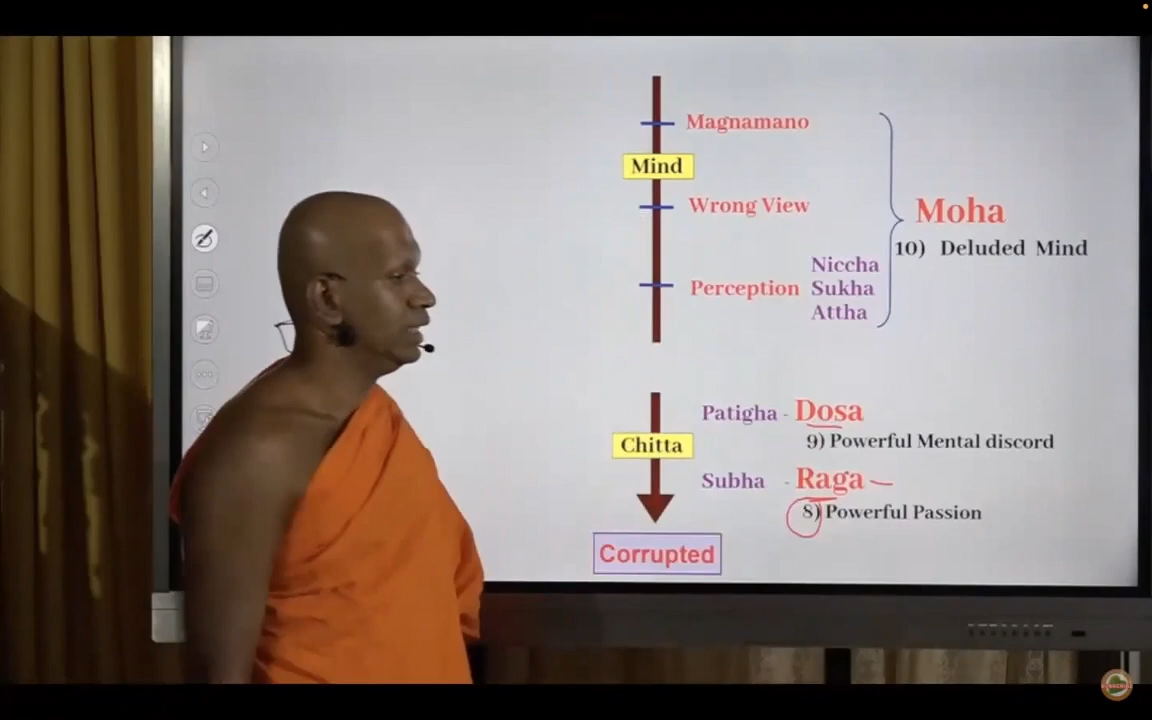 Magnamano
Mind
Wrong View
Moha
10) Deluded Mind
Niccha
Perception Sukha
Attha
Patigha - Dosa
Chitta
9) Powerful Mental discord
Subha - Raga
8) Powerful Passion
Corrupted